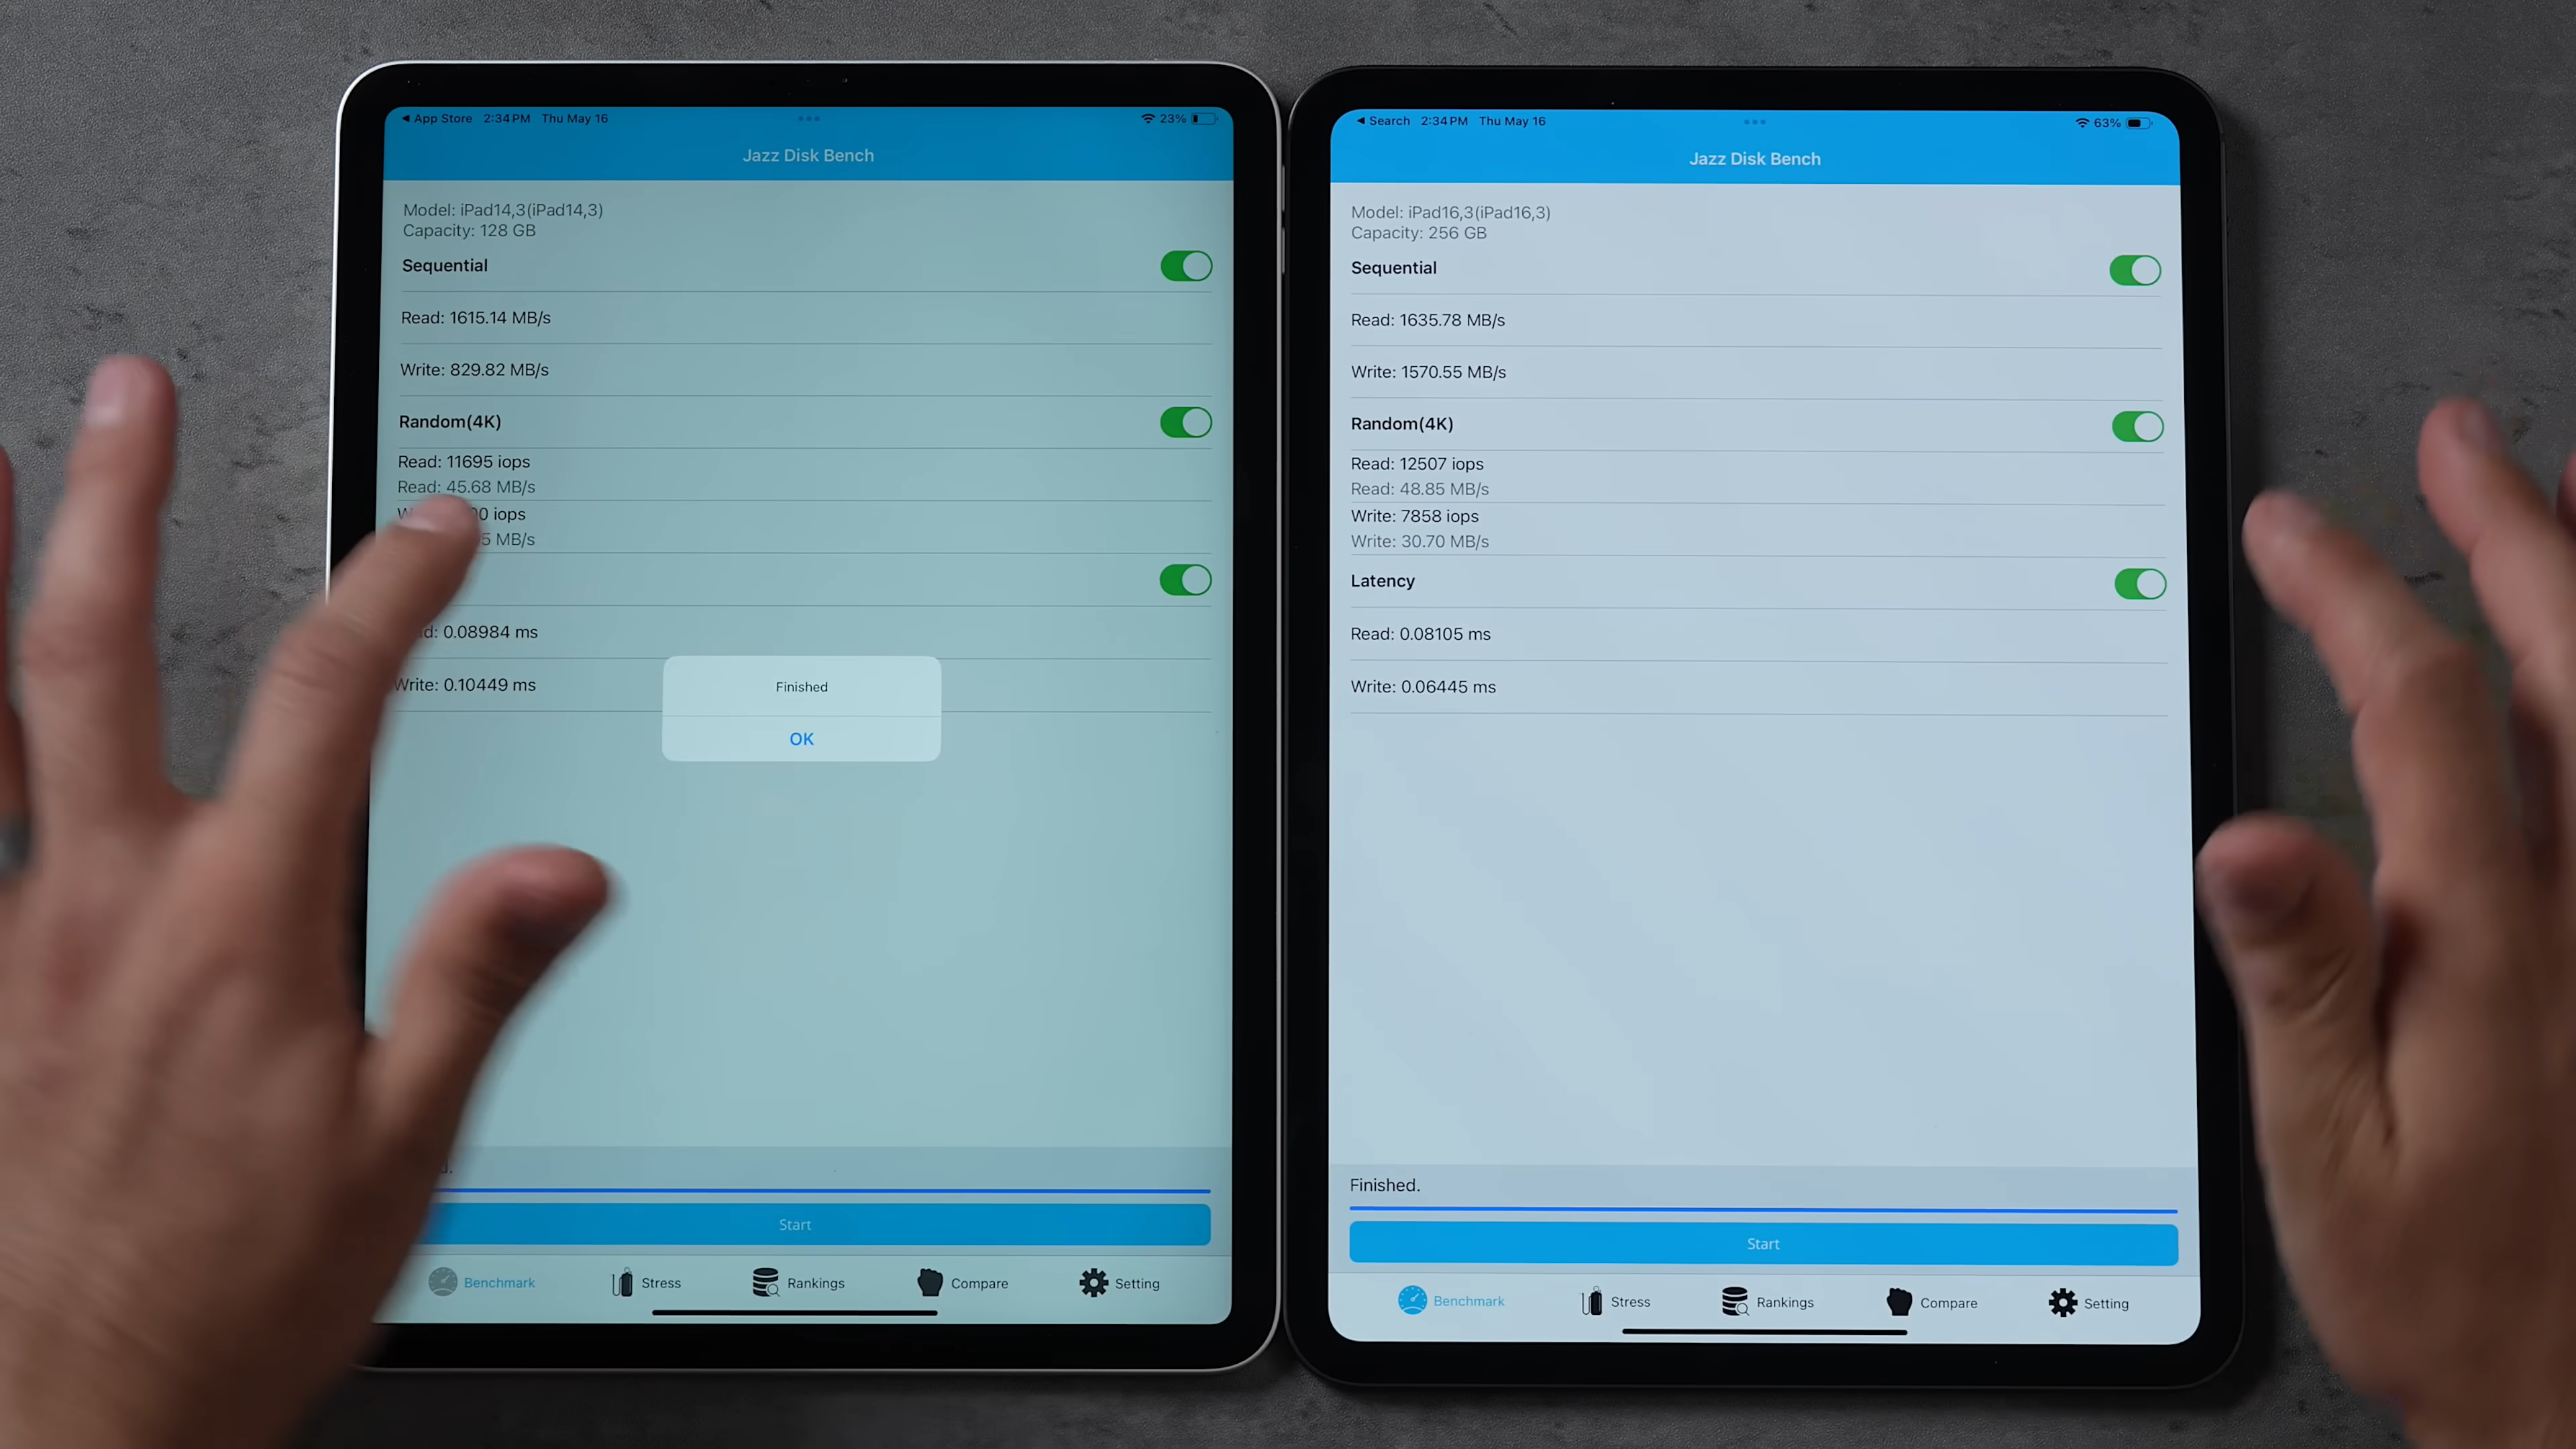 App Store 2:34 PM Thu May 16
23%
Jazz Disk Bench
Model: iPad14,3(iPad14,3)
Capacity: 128 GB
Sequential
Read: 1615.14 MB/s
Write: 829.82 MB/s
Random(4K)
Read: 11695 iops
Read: 45.68 MB/s
iops
MB/s
0.08984 ms
Write: 0.10449 ms
Finished
OK
Start
Benchmark Stress Rankings Compare Setting
Search 2:34 PM Thu May 16
63%
Jazz Disk Bench
Model: iPad16,3(iPad16,3)
Capacity: 256 GB
Sequential
Read: 1635.78 MB/s
Write: 1570.55 MB/s
Random(4K)
Read: 12507 iops
Read: 48.85 MB/s
Write: 7858 iops
Write: 30.70 MB/s
Latency
Read: 0.08105 ms
Write: 0.06445 ms
Finished.
Start
Benchmark Stress Rankings Compare Setting